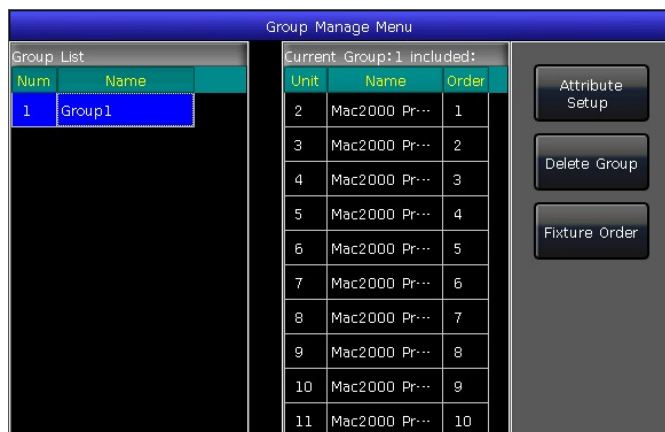 Group Manage Menu
Group List
Num Name
1 Group1
Current Group:1 included:
Unit Name Order
2 Mac2000 Pr··· 1
3 Mac2000 Pr··· 2
4 Mac2000 Pr··· 3
5 Mac2000 Pr··· 4
6 Mac2000 Pr··· 5
7 Mac2000 Pr··· 6
8 Mac2000 Pr··· 7
9 Mac2000 Pr··· 8
10 Mac2000 Pr··· 9
11 Mac2000 Pr··· 10
Attribute
Setup
Delete Group
Fixture Order